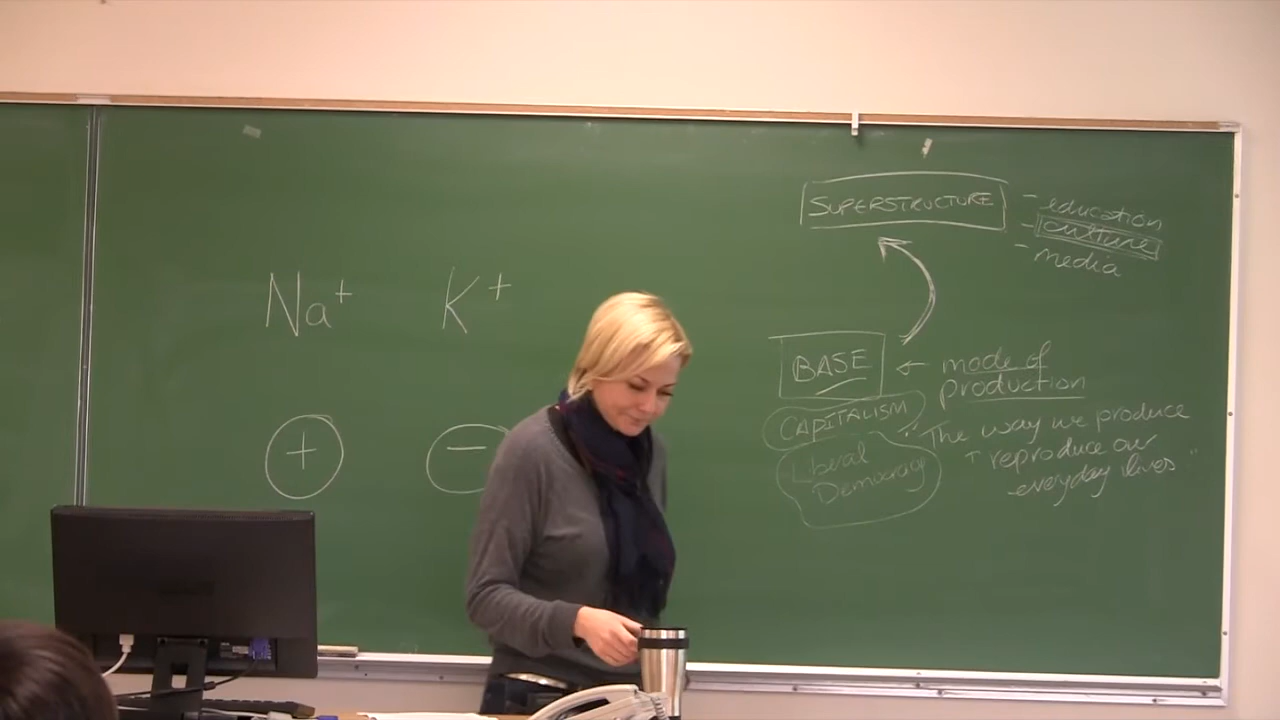 Na+ K+
+ −
SUPERSTRUCTURE
- education
- culture
- media
BASE ← mode of
production
CAPITALISM
Liberal
Democracy
"The way we produce
+ reproduce our
everyday lives"